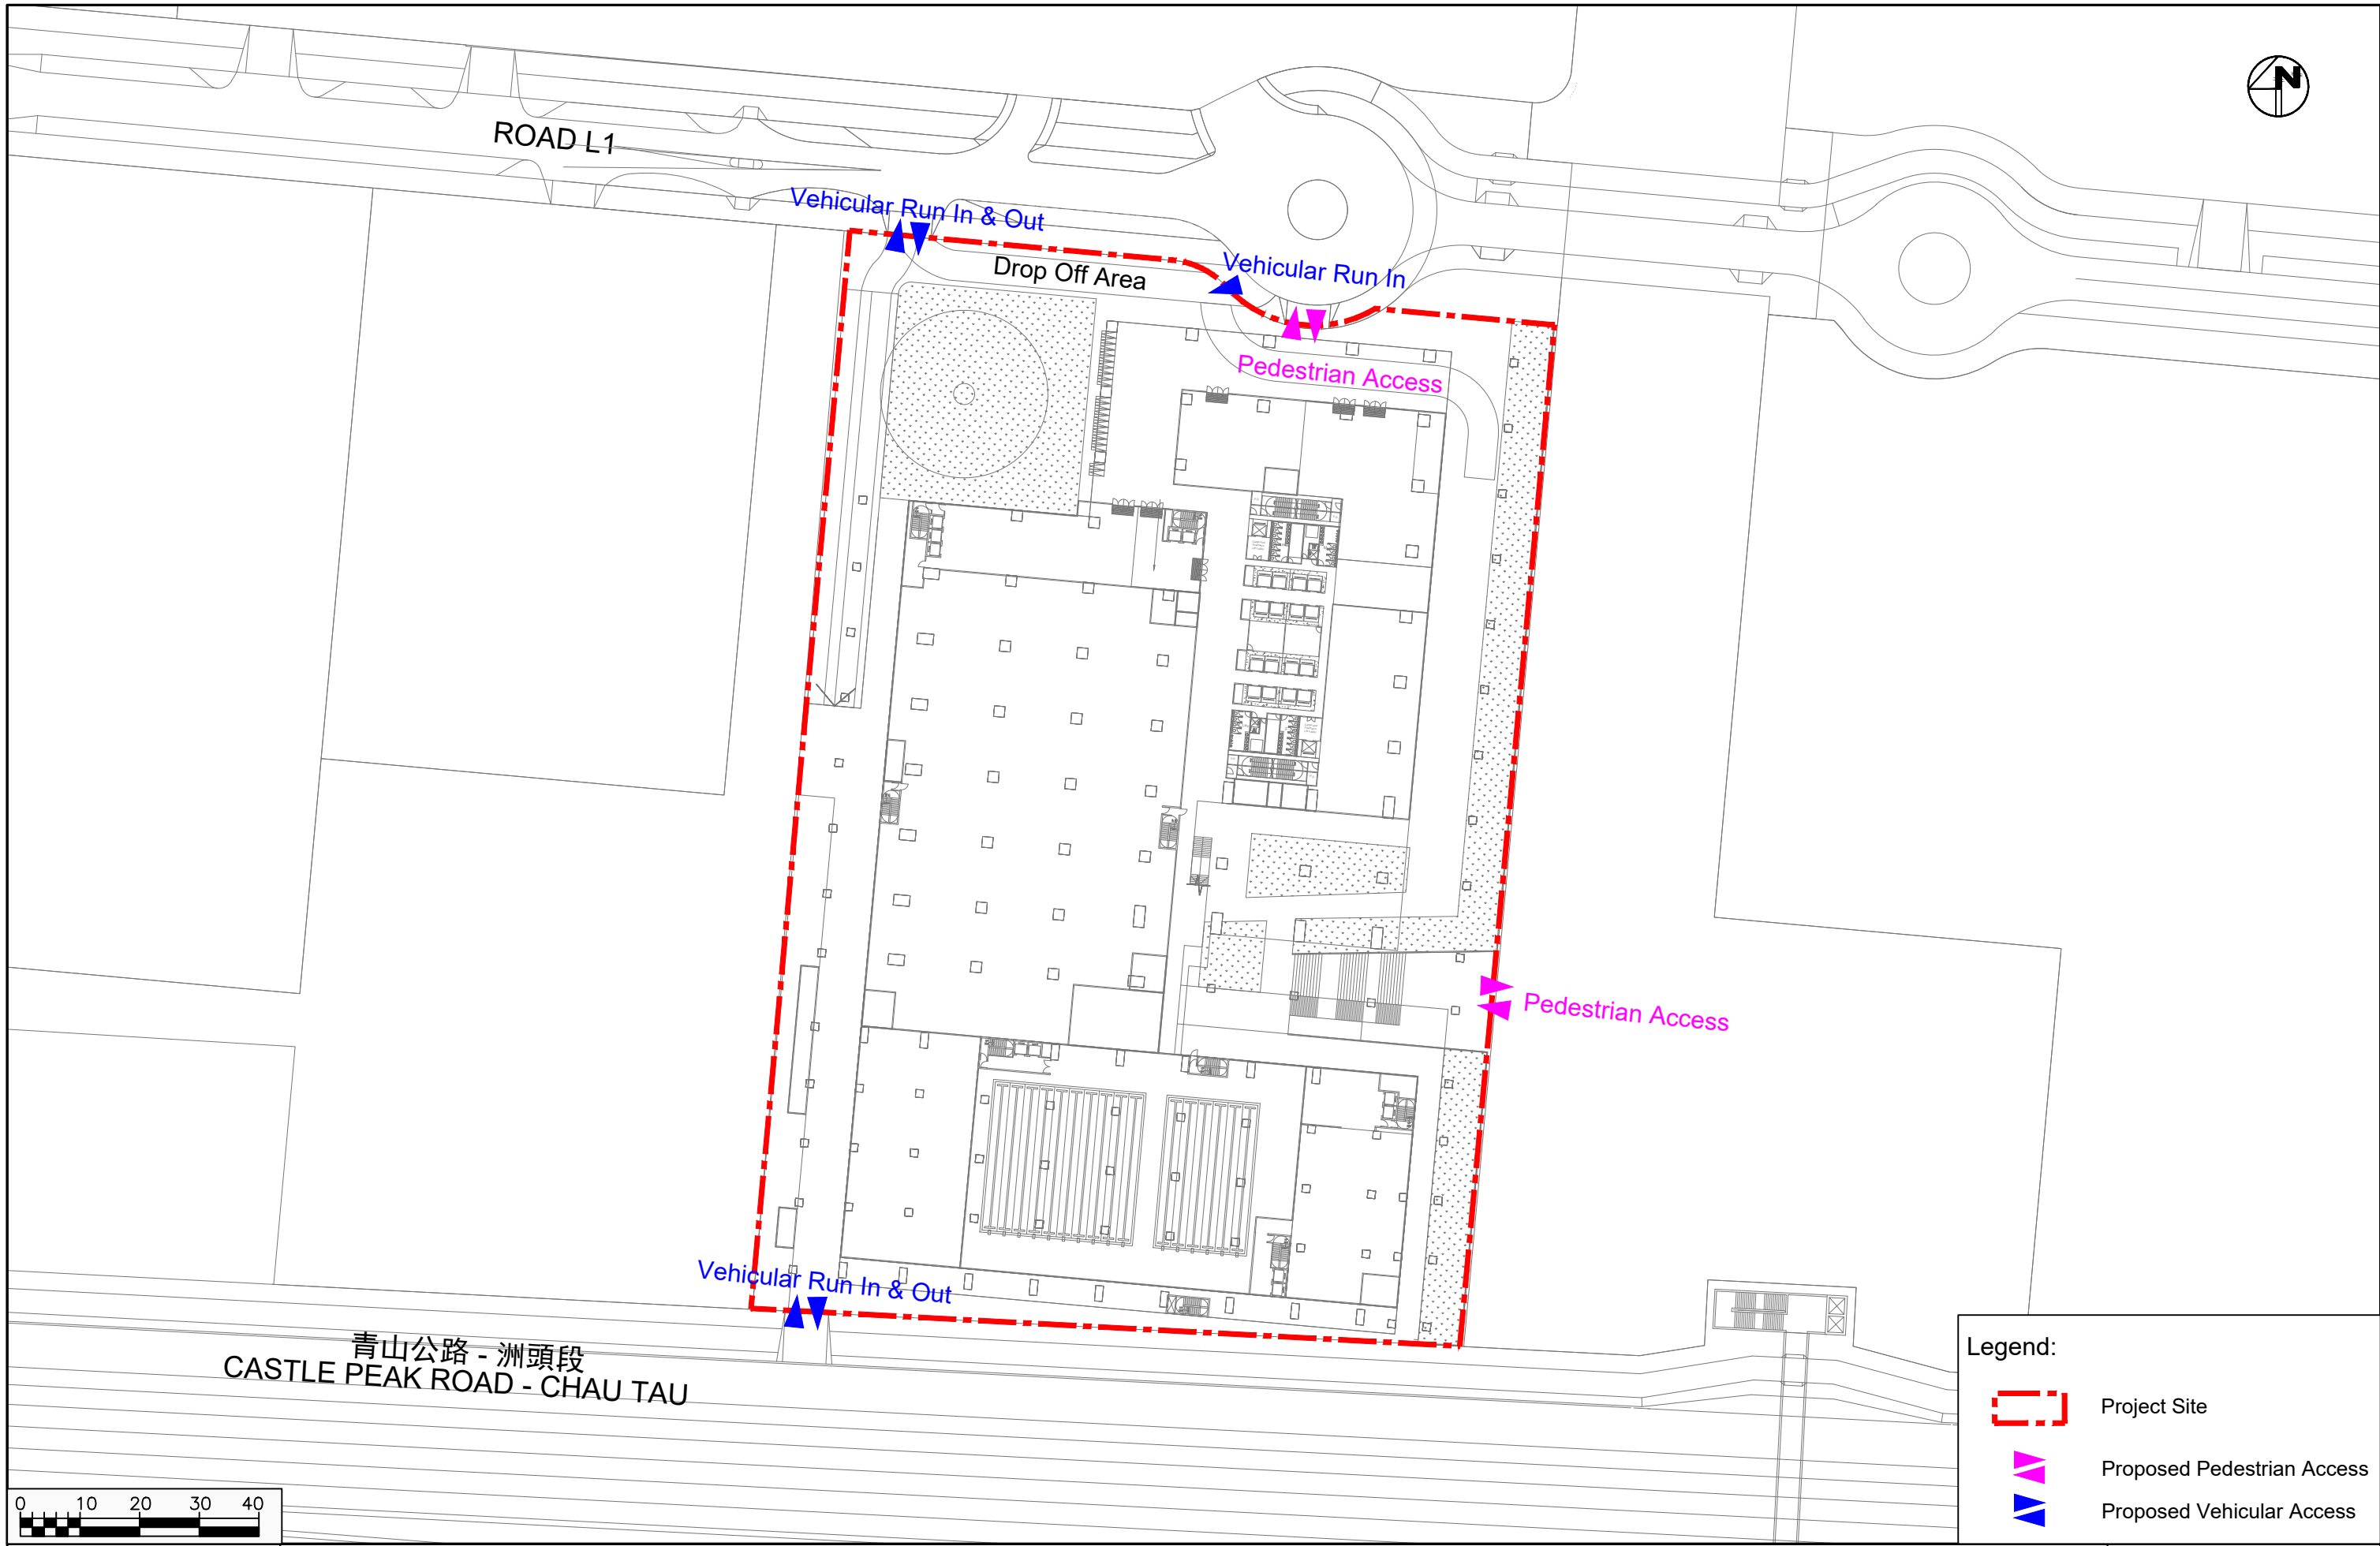 N
ROAD L1
Vehicular Run In & Out
Drop Off Area
Vehicular Run In
Pedestrian Access
Pedestrian Access
Vehicular Run In & Out
青山公路 - 洲頭段
CASTLE PEAK ROAD - CHAU TAU
Legend:
Project Site
Proposed Pedestrian Access
Proposed Vehicular Access
0 10 20 30 40